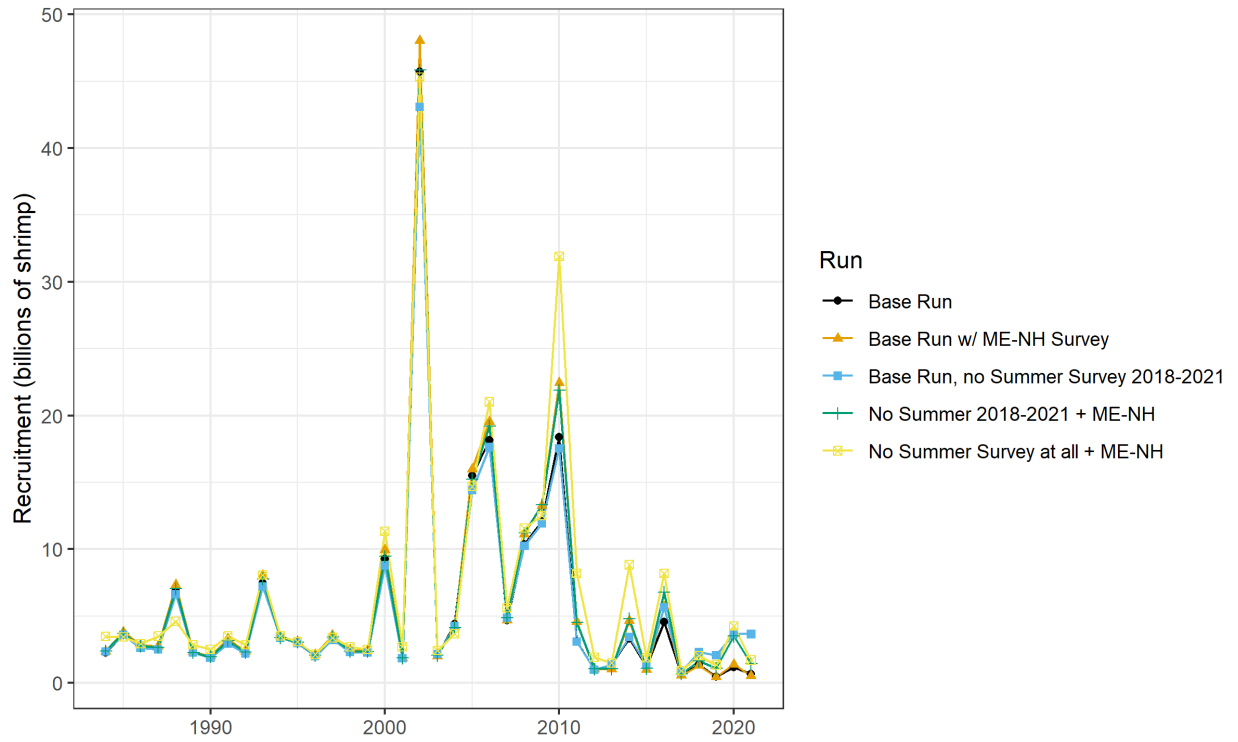 Recruitment (billions of shrimp)
50
40
30
20
10
0
1990
2000
2010
2020
Run
Base Run
Base Run w/ ME-NH Survey
Base Run, no Summer Survey 2018-2021
No Summer 2018-2021 + ME-NH
No Summer Survey at all + ME-NH